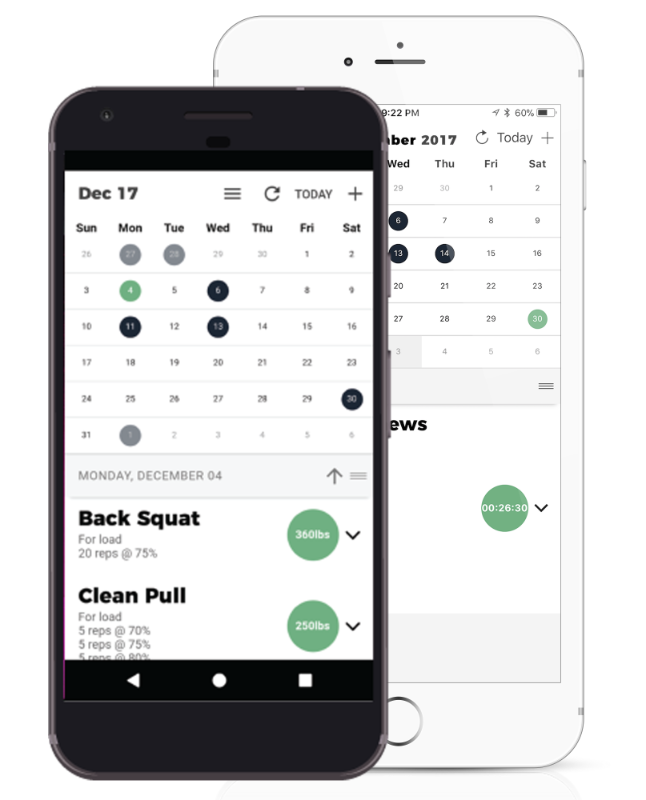 9:22 PM 60%
ber 2017 Today +
Wed Thu Fri Sat
29 30 1 2
6 7 8 9
13 14 15 16
20 21 22 23
27 28 29 30
3 4 5 6
ews
00:26:30
Dec 17 TODAY +
Sun Mon Tue Wed Thu Fri Sat
26 27 28 29 30 1 2
3 4 5 6 7 8 9
10 11 12 13 14 15 16
17 18 19 20 21 22 23
24 25 26 27 28 29 30
31 1 2 3 4 5 6
MONDAY, DECEMBER 04
Back Squat
For load
20 reps @ 75%
360lbs
Clean Pull
For load
5 reps @ 70%
5 reps @ 75%
5 reps @ 80%
250lbs